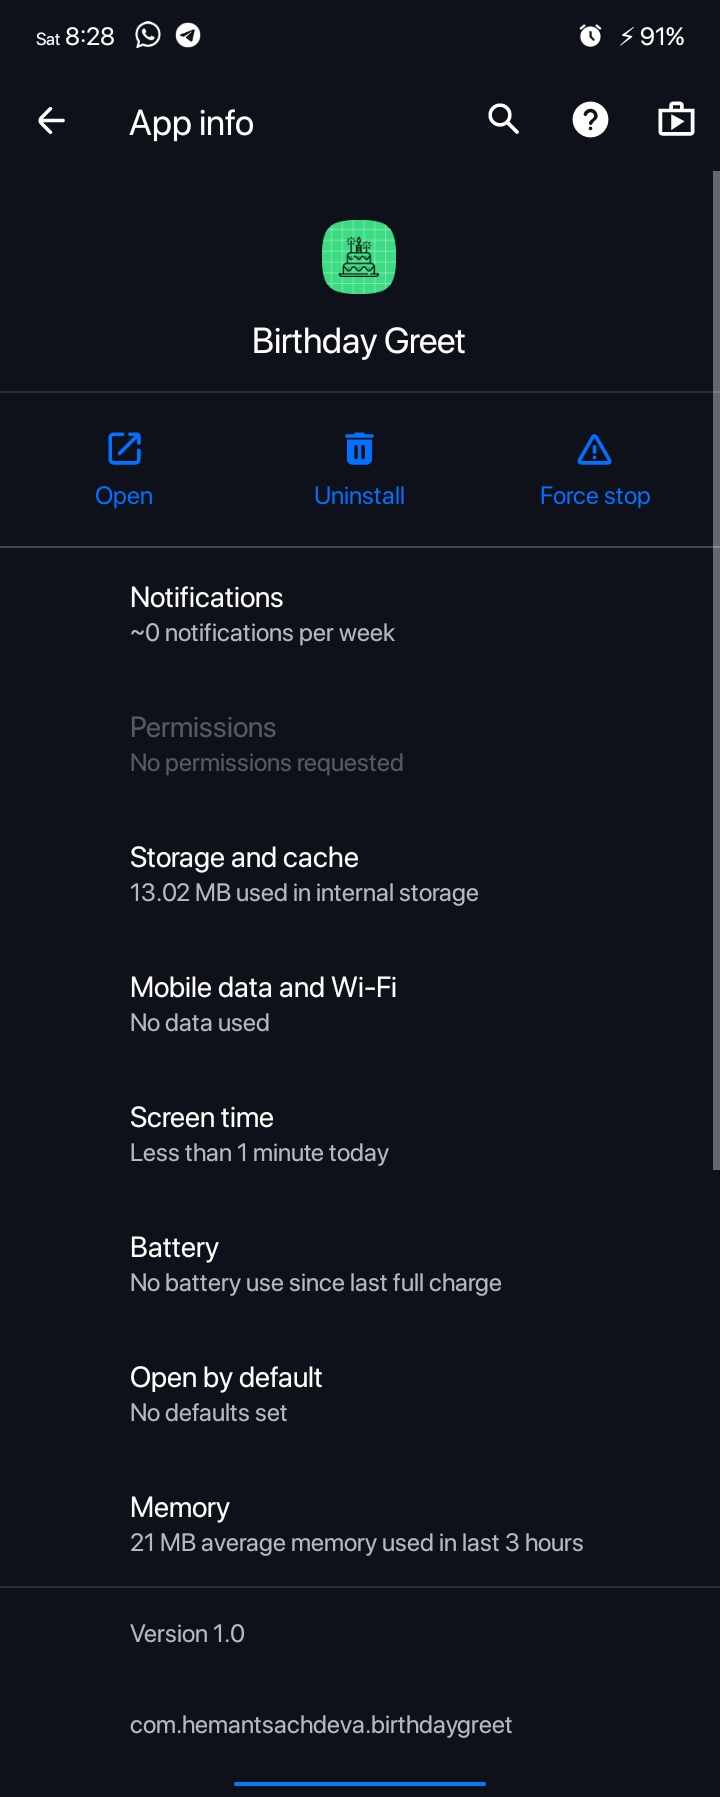 Sat 8:28 91%
App info
Birthday Greet
Open Uninstall Force stop
Notifications
~0 notifications per week
Permissions
No permissions requested
Storage and cache
13.02 MB used in internal storage
Mobile data and Wi-Fi
No data used
Screen time
Less than 1 minute today
Battery
No battery use since last full charge
Open by default
No defaults set
Memory
21 MB average memory used in last 3 hours
Version 1.0
com.hemantsachdeva.birthdaygreet